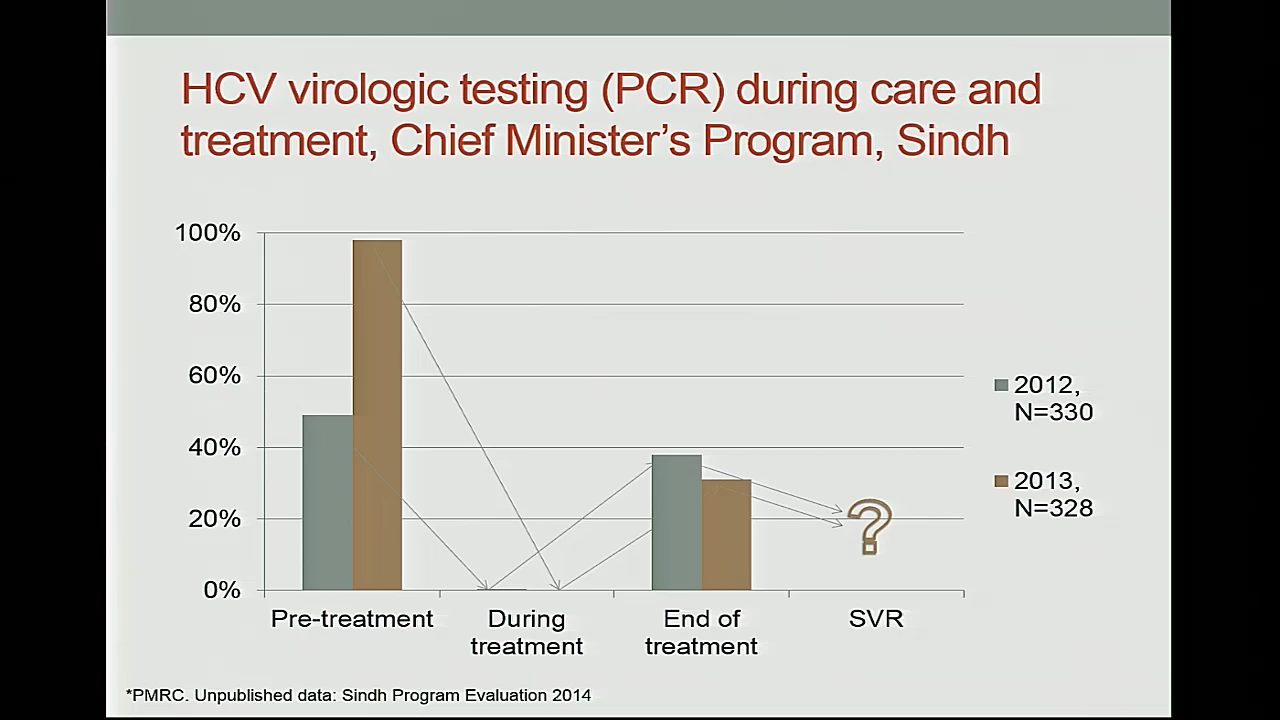 HCV virologic testing (PCR) during care and
treatment, Chief Minister's Program, Sindh
100%
80%
60%
40%
20%
0%
Pre-treatment
During
treatment
End of
treatment
SVR
?
2012,
N=330
2013,
N=328
*PMRC. Unpublished data: Sindh Program Evaluation 2014